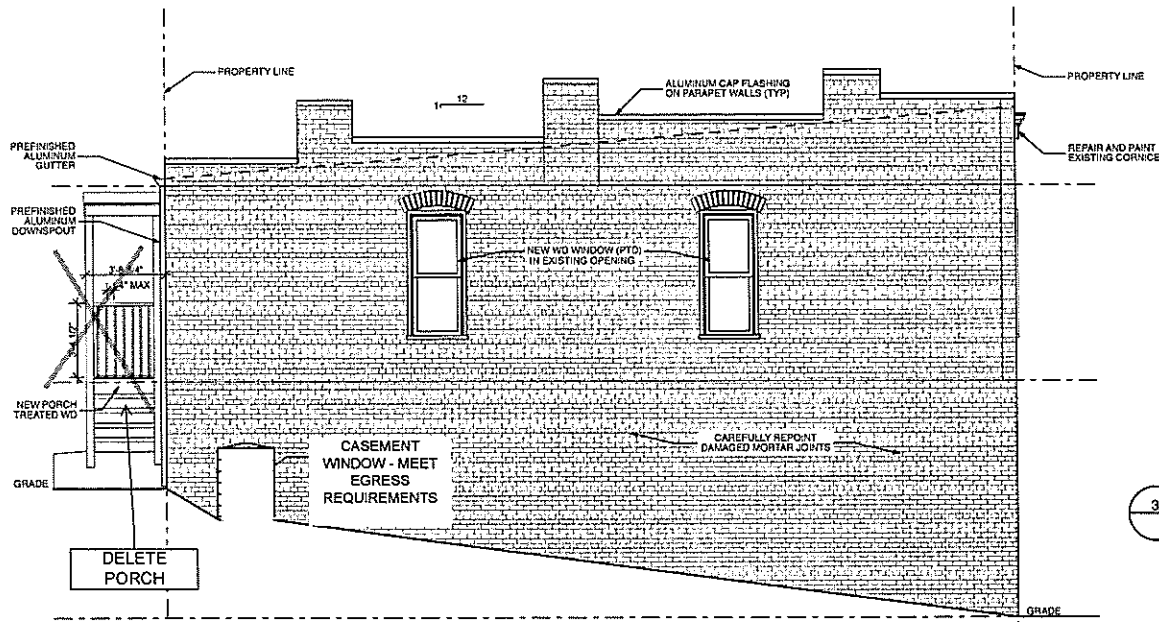 PROPERTY LINE
PROPERTY LINE
12
1
ALUMINUM CAP FLASHING
ON PARAPET WALLS (TYP)
PREFINISHED
ALUMINUM
GUTTER
REPAIR AND PAINT
EXISTING CORNICE
PREFINISHED
ALUMINUM
DOWNSPOUT
NEW WD WINDOW (PTD)
IN EXISTING OPENING
4" MAX
NEW PORCH
TREATED WD
CASEMENT
WINDOW - MEET
EGRESS
REQUIREMENTS
CAREFULLY REPOINT
DAMAGED MORTAR JOINTS
GRADE
3
DELETE
PORCH
GRADE